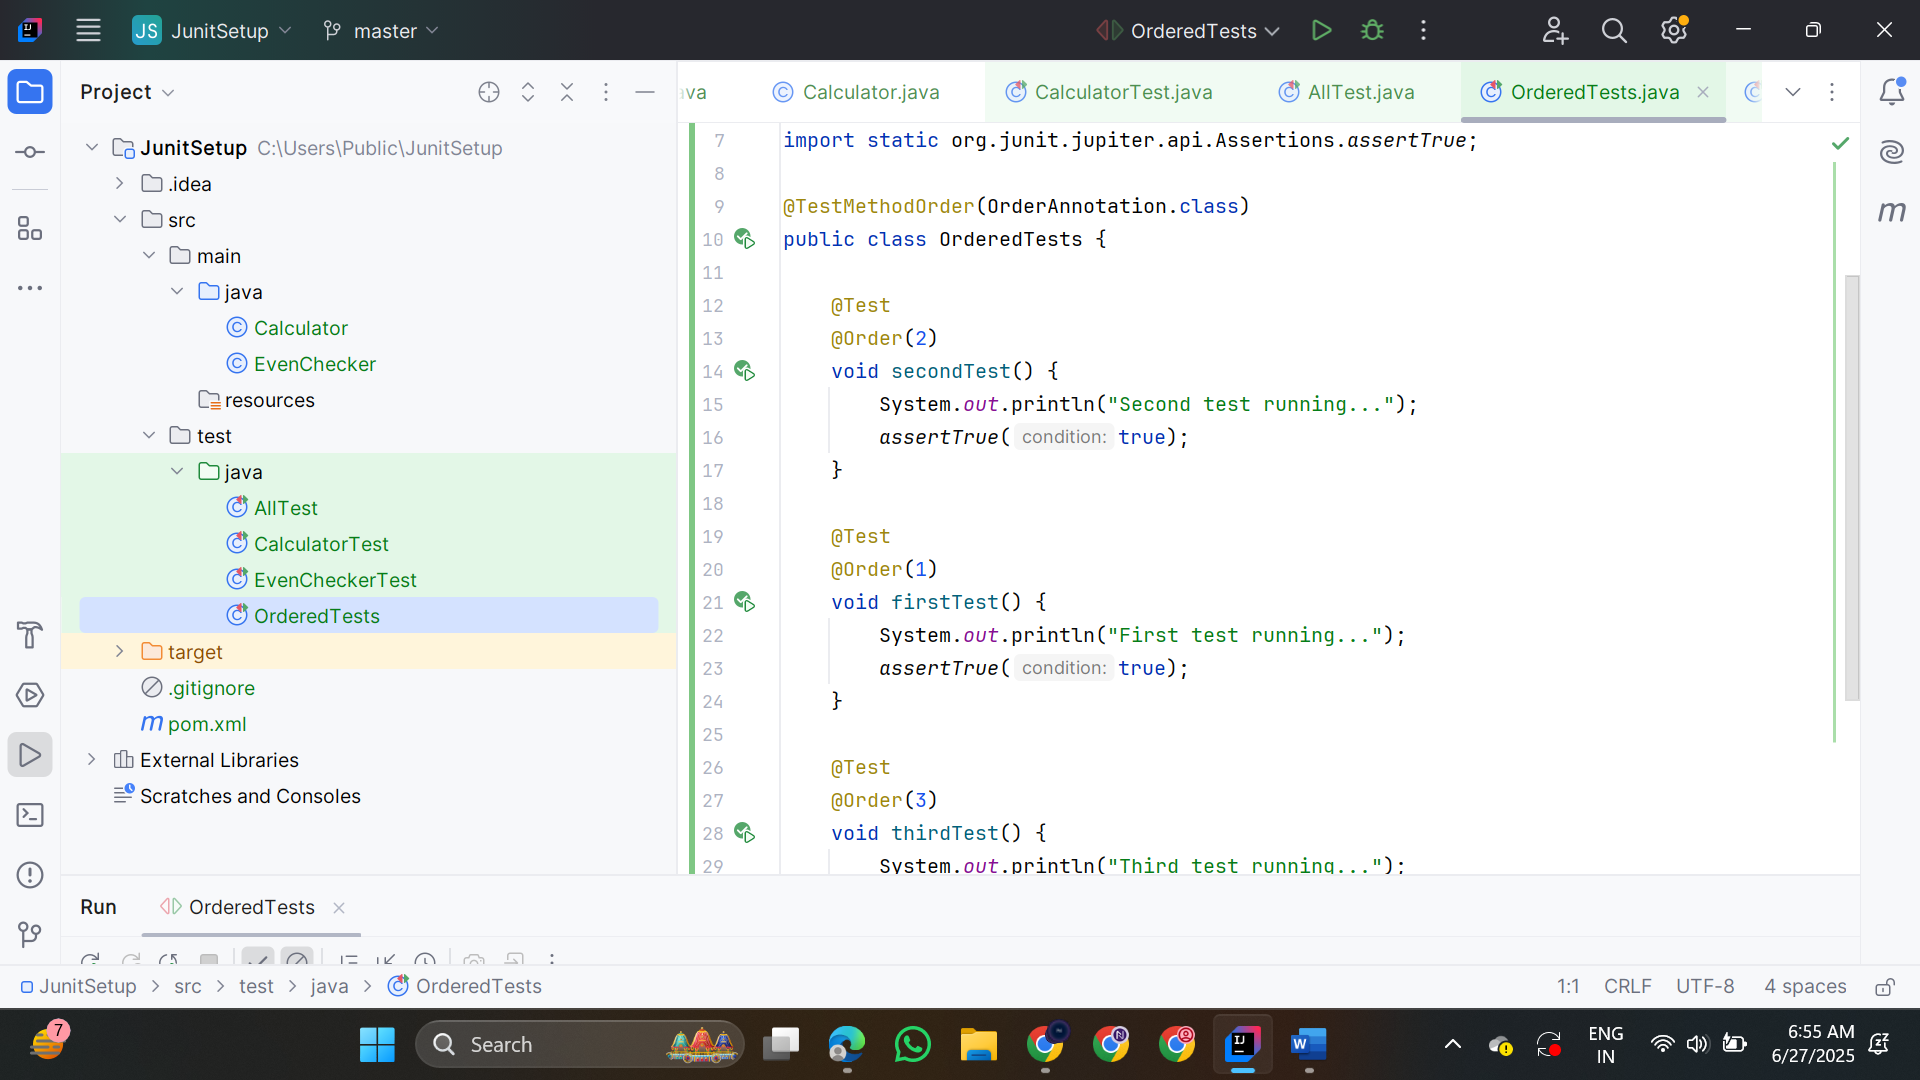 JS JunitSetup master OrderedTests
Project
ava Calculator.java CalculatorTest.java AllTest.java OrderedTests.java
JunitSetup C:\Users\Public\JunitSetup
.idea
src
main
java
Calculator
EvenChecker
resources
test
java
AllTest
CalculatorTest
EvenCheckerTest
OrderedTests
target
.gitignore
m pom.xml
External Libraries
Scratches and Consoles
7 import static org.junit.jupiter.api.Assertions.assertTrue;
8
9 @TestMethodOrder(OrderAnnotation.class)
10 public class OrderedTests {
11
12 @Test
13 @Order(2)
14 void secondTest() {
15 System.out.println("Second test running...");
16 assertTrue( condition: true);
17 }
18
19 @Test
20 @Order(1)
21 void firstTest() {
22 System.out.println("First test running...");
23 assertTrue( condition: true);
24 }
25
26 @Test
27 @Order(3)
28 void thirdTest() {
29 System.out.println("Third test running...");
m
Run OrderedTests
JunitSetup > src > test > java > OrderedTests 1:1 CRLF UTF-8 4 spaces
7 Search ENG IN 6:55 AM
6/27/2025